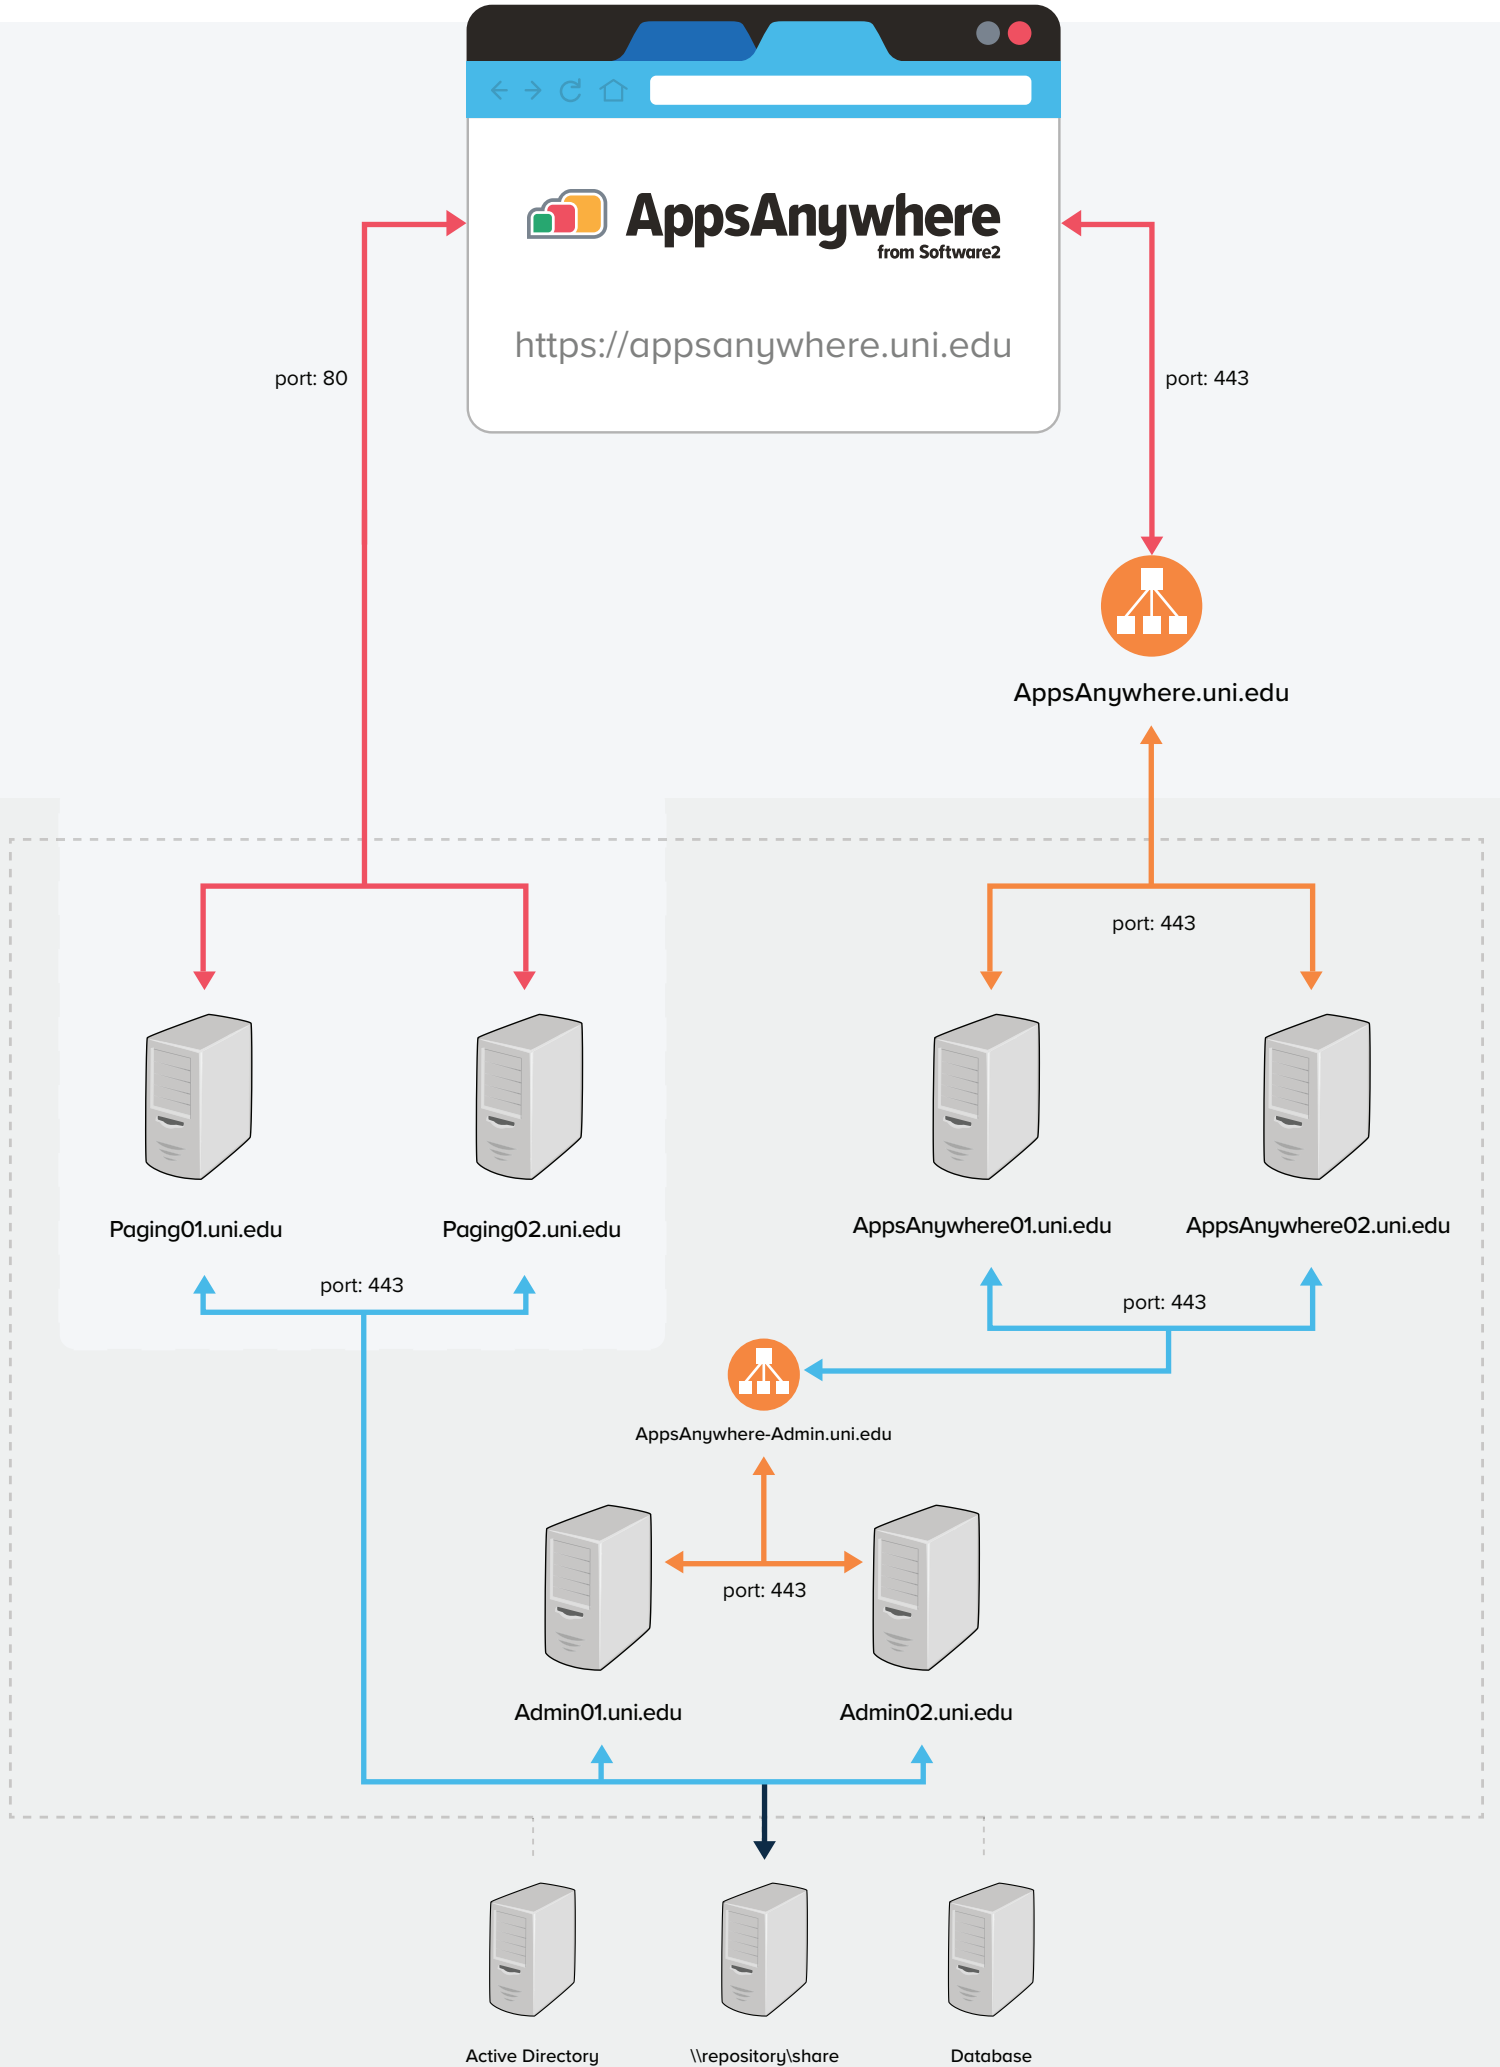 AppsAnywhere
from Software2
https://appsanywhere.uni.edu
port: 80
port: 443
AppsAnywhere.uni.edu
port: 443
Paging01.uni.edu
Paging02.uni.edu
AppsAnywhere01.uni.edu
AppsAnywhere02.uni.edu
port: 443
port: 443
AppsAnywhere-Admin.uni.edu
port: 443
Admin01.uni.edu
Admin02.uni.edu
Active Directory
\\repository\share
Database